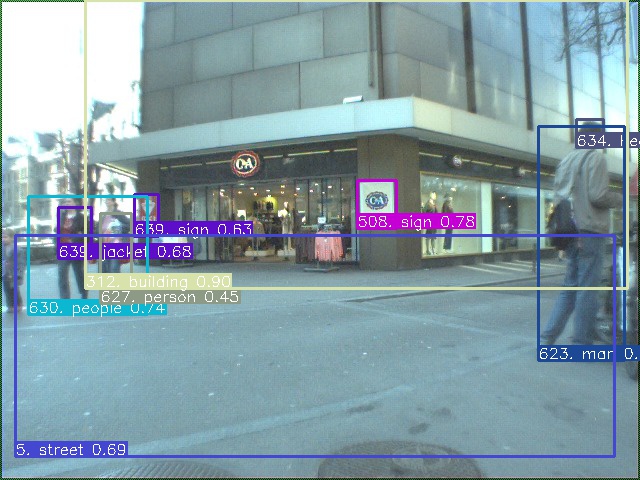 C&A
C&A
634. he
639. sign 0.63
508. sign 0.78
639. jacket 0.68
312. building 0.90
627. person 0.45
630. people 0.74
623. man 0.
5. street 0.69